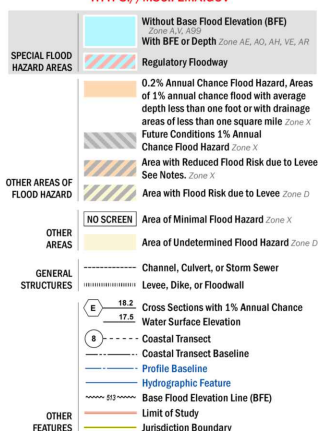 Without Base Flood Elevation (BFE)
Zone A,V, A99
With BFE or Depth Zone AE, AO, AH, VE, AR
SPECIAL FLOOD
HAZARD AREAS
Regulatory Floodway
0.2% Annual Chance Flood Hazard, Areas
of 1% annual chance flood with average
depth less than one foot or with drainage
areas of less than one square mile Zone X
Future Conditions 1% Annual
Chance Flood Hazard Zone X
Area with Reduced Flood Risk due to Levee
See Notes. Zone X
OTHER AREAS OF
FLOOD HAZARD
Area with Flood Risk due to Levee Zone D
NO SCREEN Area of Minimal Flood Hazard Zone X
OTHER
AREAS
Area of Undetermined Flood Hazard Zone D
GENERAL
STRUCTURES
Channel, Culvert, or Storm Sewer
Levee, Dike, or Floodwall
E 18.2 Cross Sections with 1% Annual Chance
17.5 Water Surface Elevation
8 Coastal Transect
Coastal Transect Baseline
Profile Baseline
Hydrographic Feature
513 Base Flood Elevation Line (BFE)
OTHER
FEATURES
Limit of Study
Jurisdiction Boundary